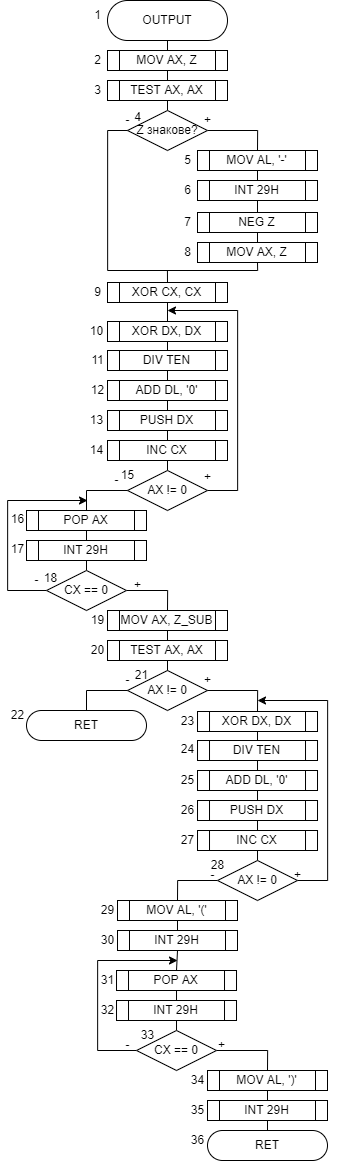 1 OUTPUT
2 MOV AX, Z
3 TEST AX, AX
- 4 +
Z знакове?
5 MOV AL, '-'
6 INT 29H
7 NEG Z
8 MOV AX, Z
9 XOR CX, CX
10 XOR DX, DX
11 DIV TEN
12 ADD DL, '0'
13 PUSH DX
14 INC CX
- 15 +
AX != 0
16 POP AX
17 INT 29H
- 18 +
CX == 0
19 MOV AX, Z_SUB
20 TEST AX, AX
- 21 +
AX != 0
22 RET
23 XOR DX, DX
24 DIV TEN
25 ADD DL, '0'
26 PUSH DX
27 INC CX
28
- AX != 0 +
29 MOV AL, '('
30 INT 29H
31 POP AX
32 INT 29H
33
- CX == 0 +
34 MOV AL, ')'
35 INT 29H
36 RET